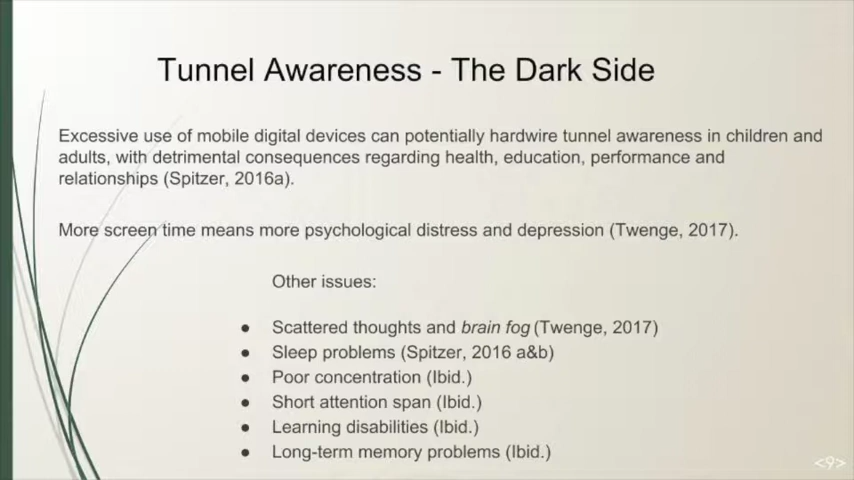 Tunnel Awareness - The Dark Side
Excessive use of mobile digital devices can potentially hardwire tunnel awareness in children and
adults, with detrimental consequences regarding health, education, performance and
relationships (Spitzer, 2016a).
More screen time means more psychological distress and depression (Twenge, 2017).
Other issues:
● Scattered thoughts and brain fog (Twenge, 2017)
● Sleep problems (Spitzer, 2016 a&b)
● Poor concentration (Ibid.)
● Short attention span (Ibid.)
● Learning disabilities (Ibid.)
● Long-term memory problems (Ibid.)
<9>